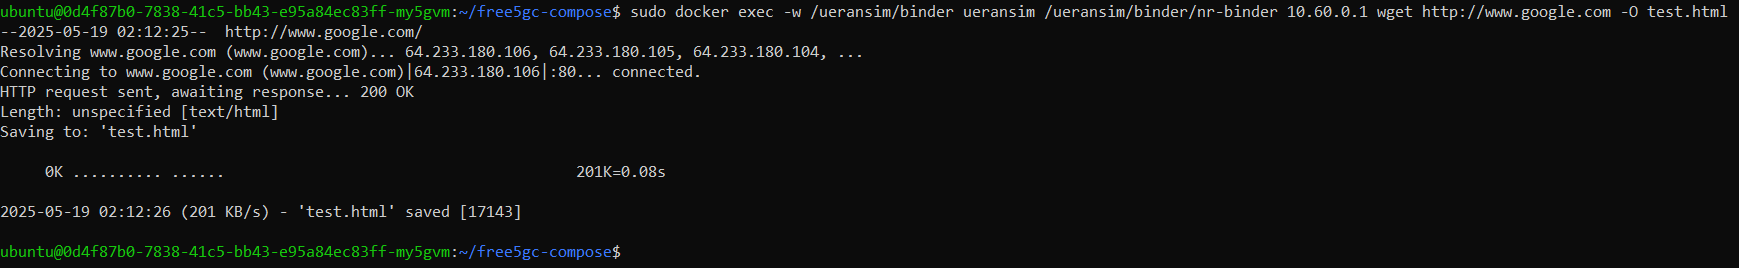 ubuntu@0d4f87b0-7838-41c5-bb43-e95a84ec83ff-my5gvm:~/free5gc-compose$ sudo docker exec -w /ueransim/binder ueransim /ueransim/binder/nr-binder 10.60.0.1 wget http://www.google.com -O test.html
--2025-05-19 02:12:25--  http://www.google.com/
Resolving www.google.com (www.google.com)... 64.233.180.106, 64.233.180.105, 64.233.180.104, ...
Connecting to www.google.com (www.google.com)|64.233.180.106|:80... connected.
HTTP request sent, awaiting response... 200 OK
Length: unspecified [text/html]
Saving to: 'test.html'
0K .......... ...... 201K=0.08s
2025-05-19 02:12:26 (201 KB/s) - 'test.html' saved [17143]
ubuntu@0d4f87b0-7838-41c5-bb43-e95a84ec83ff-my5gvm:~/free5gc-compose$